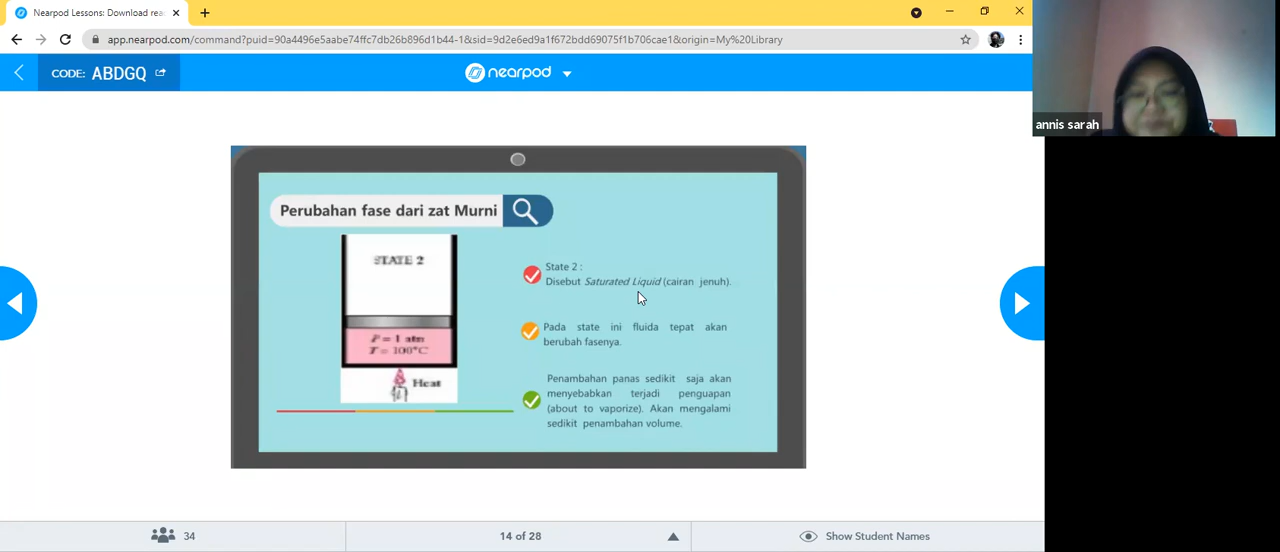 Nearpod Lessons: Download rea
app.nearpod.com/command?puid=90a4496e5aabe74ffc7db26b896d1b44-1&sid=9d2e6ed9a1f672bdd69075f1b706cae1&origin=My%20Library
CODE: ABDGQ
nearpod
annis sarah
Perubahan fase dari zat Murni
STATE 2
P = 1 atm
T = 100°C
Heat
State 2 :
Disebut Saturated Liquid (cairan jenuh).
Pada state ini fluida tepat akan
berubah fasenya.
Penambahan panas sedikit saja akan
menyebabkan terjadi penguapan
(about to vaporize). Akan mengalami
sedikit penambahan volume.
34
14 of 28
Show Student Names